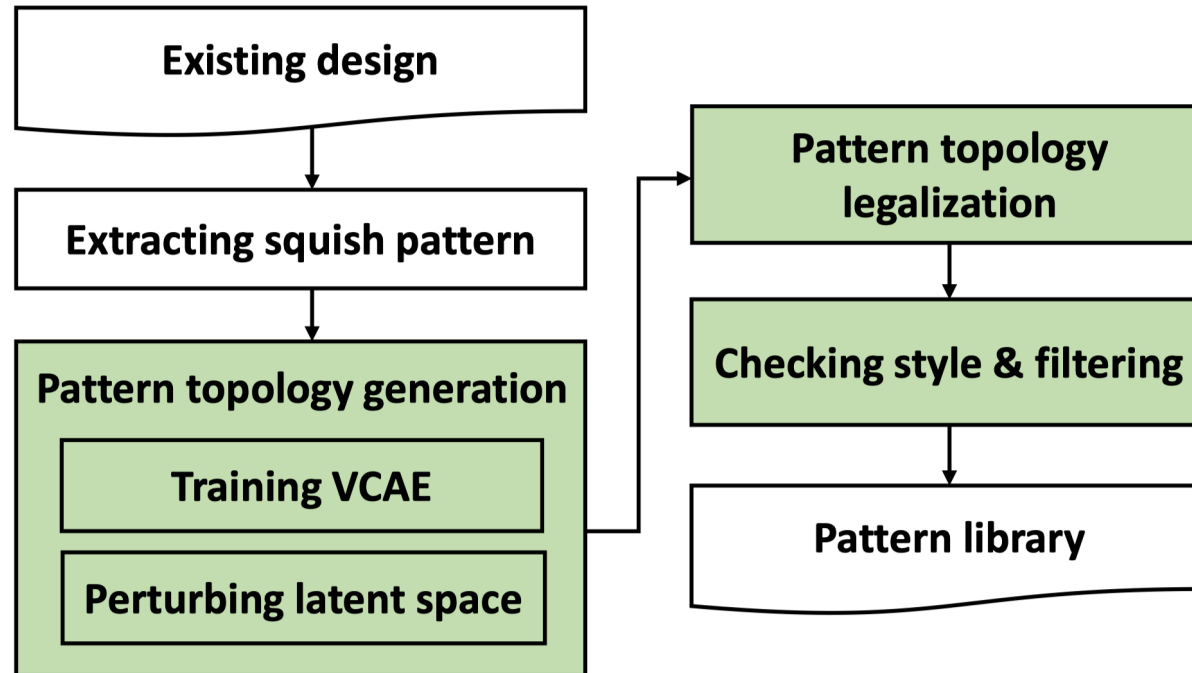 Existing design
Extracting squish pattern
Pattern topology generation
Training VCAE
Perturbing latent space
Pattern topology
legalization
Checking style & filtering
Pattern library